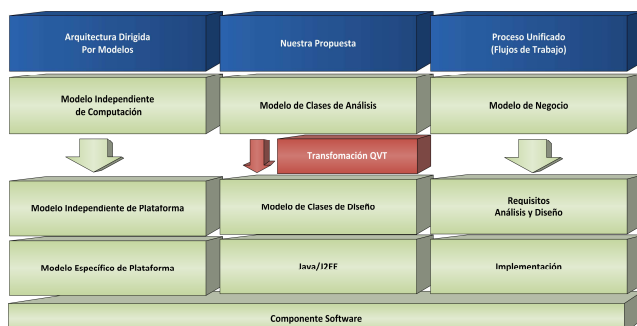 Arquitectura Dirigida
Por Modelos
Nuestra Propuesta
Proceso Unificado
(Flujos de Trabajo)
Modelo Independiente
de Computación
Modelo de Clases de Análisis
Modelo de Negocio
Transfomación QVT
Modelo Independiente de Plataforma
Modelo de Clases de Diseño
Requisitos
Análisis y Diseño
Modelo Específico de Plataforma
Java/J2EE
Implementación
Componente Software